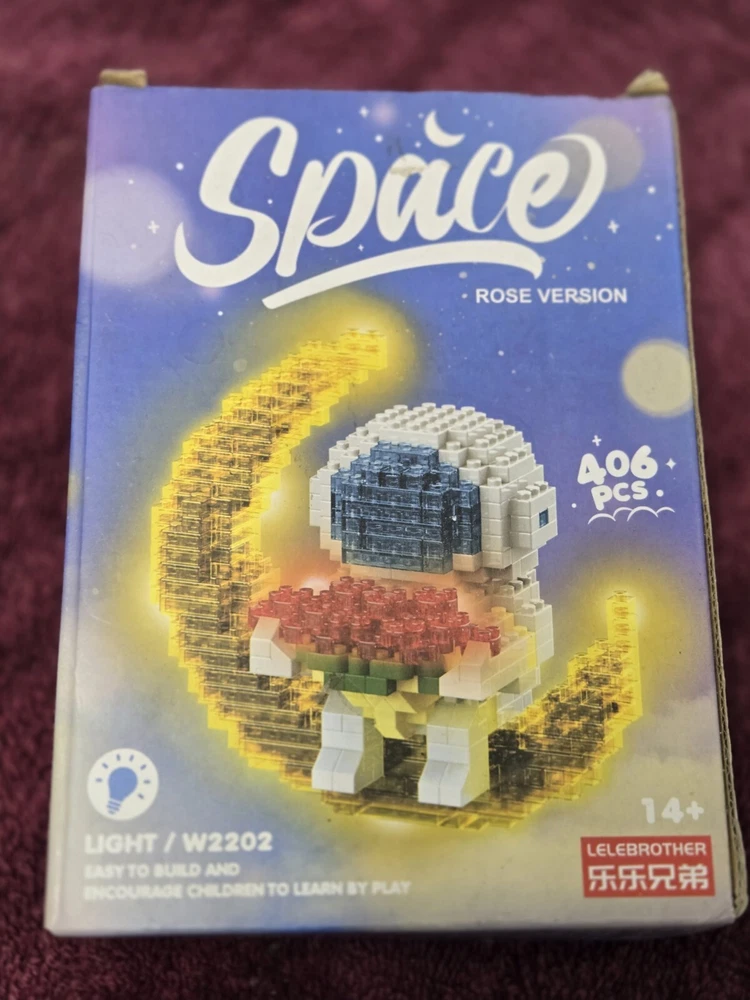 Space
ROSE VERSION
406
PCS
LIGHT / W2202
EASY TO BUILD AND
ENCOURAGE CHILDREN TO LEARN BY PLAY
14+
LELEBROTHER
乐乐兄弟